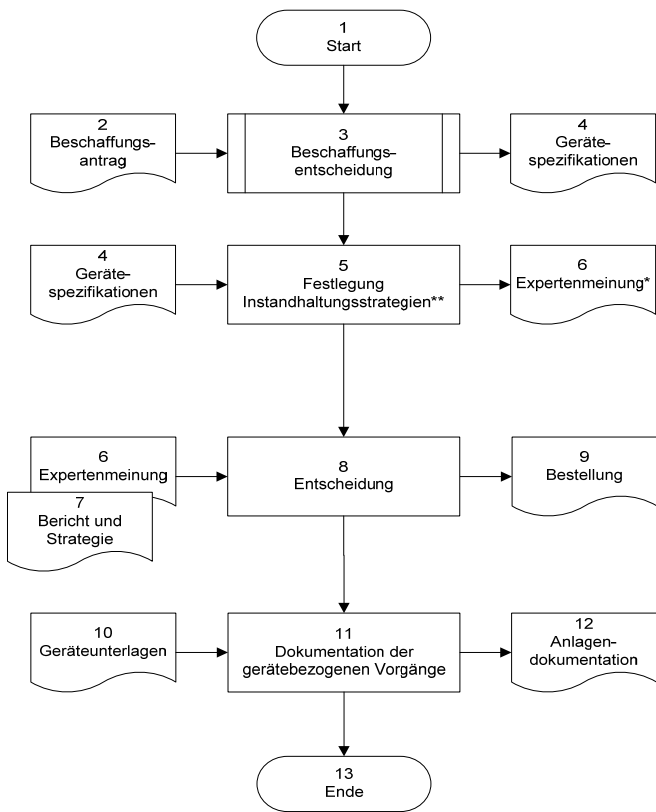 1
Start
2
Beschaffungs-
antrag
3
Beschaffungs-
entscheidung
4
Geräte-
spezifikationen
4
Geräte-
spezifikationen
5
Festlegung
Instandhaltungsstrategien**
6
Expertenmeinung*
6
Expertenmeinung
7
Bericht und
Strategie
8
Entscheidung
9
Bestellung
10
Geräteunterlagen
11
Dokumentation der
gerätebezogenen Vorgänge
12
Anlagen-
dokumentation
13
Ende